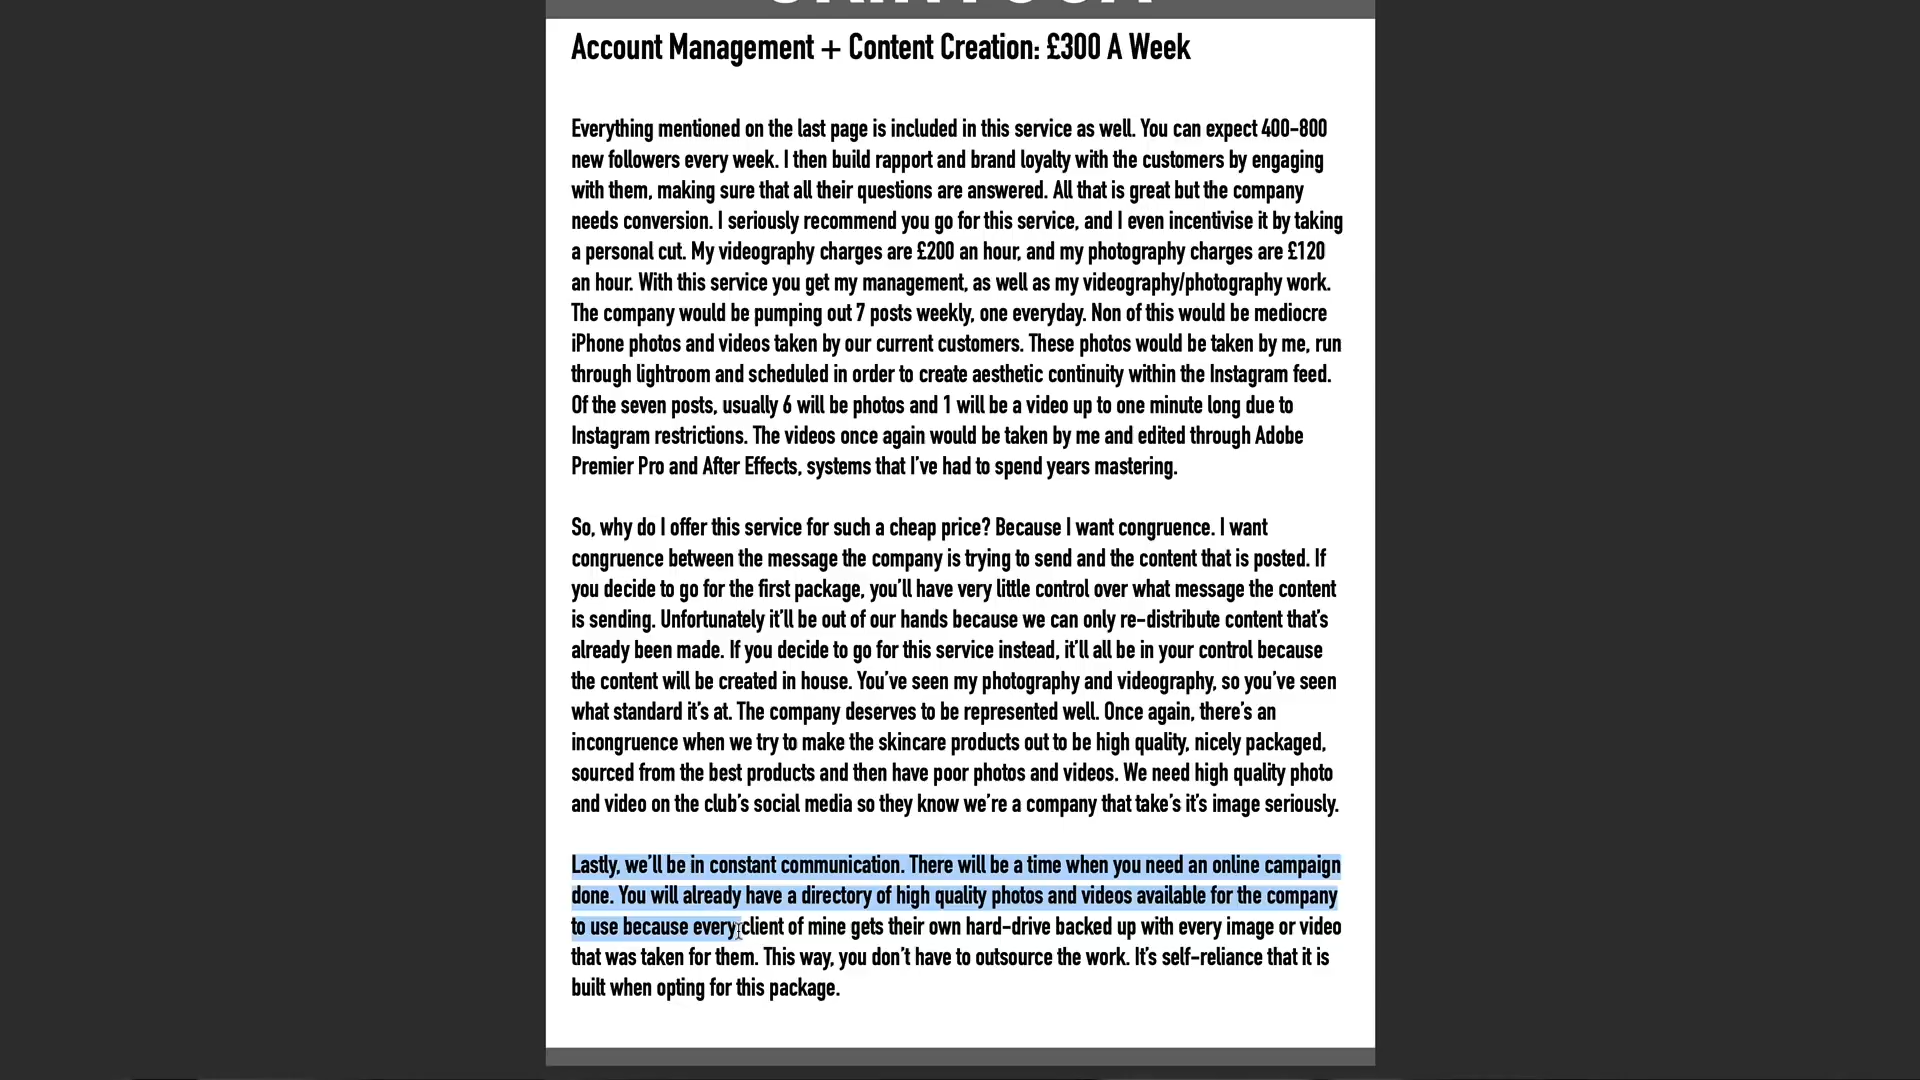 Account Management + Content Creation: £300 A Week
Everything mentioned on the last page is included in this service as well. You can expect 400-800
new followers every week. I then build rapport and brand loyalty with the customers by engaging
with them, making sure that all their questions are answered. All that is great but the company
needs conversion. I seriously recommend you go for this service, and I even incentivise it by taking
a personal cut. My videography charges are £200 an hour, and my photography charges are £120
an hour. With this service you get my management, as well as my videography/photography work.
The company would be pumping out 7 posts weekly, one everyday. Non of this would be mediocre
iPhone photos and videos taken by our current customers. These photos would be taken by me, run
through lightroom and scheduled in order to create aesthetic continuity within the Instagram feed.
Of the seven posts, usually 6 will be photos and 1 will be a video up to one minute long due to
Instagram restrictions. The videos once again would be taken by me and edited through Adobe
Premier Pro and After Effects, systems that I've had to spend years mastering.
So, why do I offer this service for such a cheap price? Because I want congruence. I want
congruence between the message the company is trying to send and the content that is posted. If
you decide to go for the first package, you'll have very little control over what message the content
is sending. Unfortunately it'll be out of our hands because we can only re-distribute content that's
already been made. If you decide to go for this service instead, it'll all be in your control because
the content will be created in house. You've seen my photography and videography, so you've seen
what standard it's at. The company deserves to be represented well. Once again, there's an
incongruence when we try to make the skincare products out to be high quality, nicely packaged,
sourced from the best products and then have poor photos and videos. We need high quality photo
and video on the club's social media so they know we're a company that take's it's image seriously.
Lastly, we'll be in constant communication. There will be a time when you need an online campaign
done. You will already have a directory of high quality photos and videos available for the company
to use because every client of mine gets their own hard-drive backed up with every image or video
that was taken for them. This way, you don't have to outsource the work. It's self-reliance that it is
built when opting for this package.